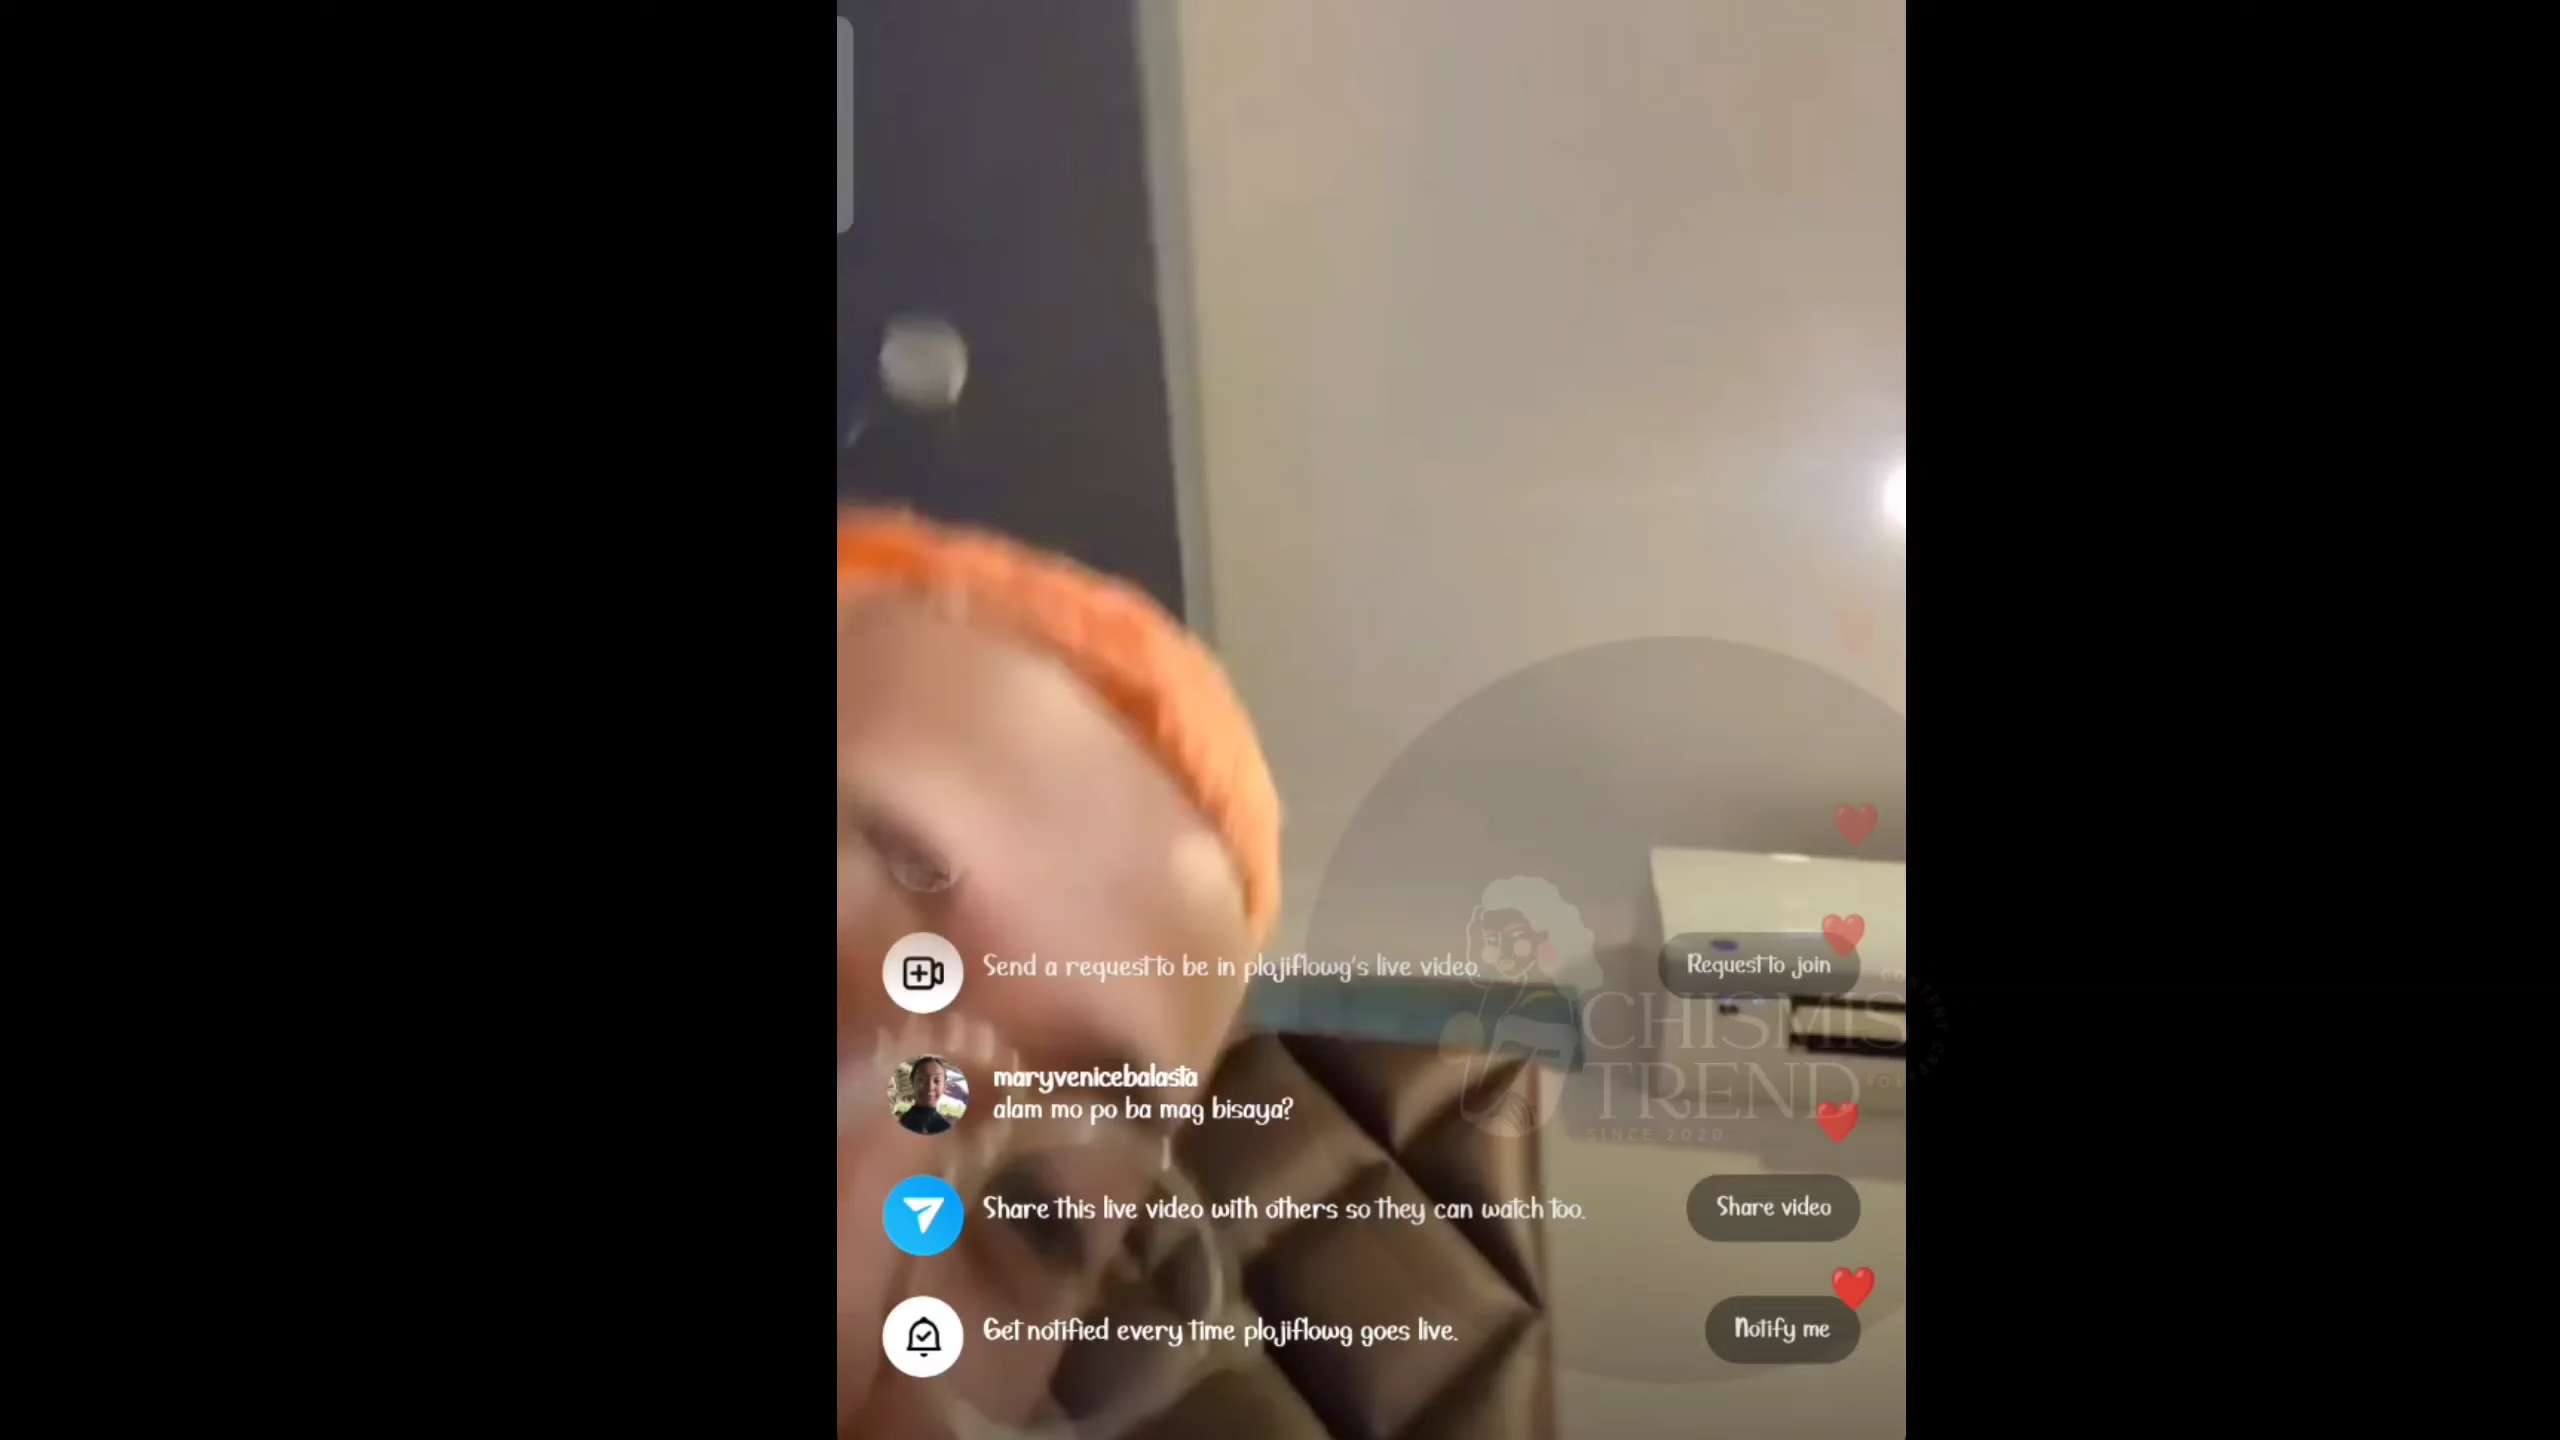 Send a request to be in plojiflowg's live video.
Request to join
CHISMIS
TREND
SINCE 2020
maryvenicebalasta
alam mo po ba mag bisaya?
Share this live video with others so they can watch too.
Share video
Get notified every time plojiflowg goes live.
Notify me